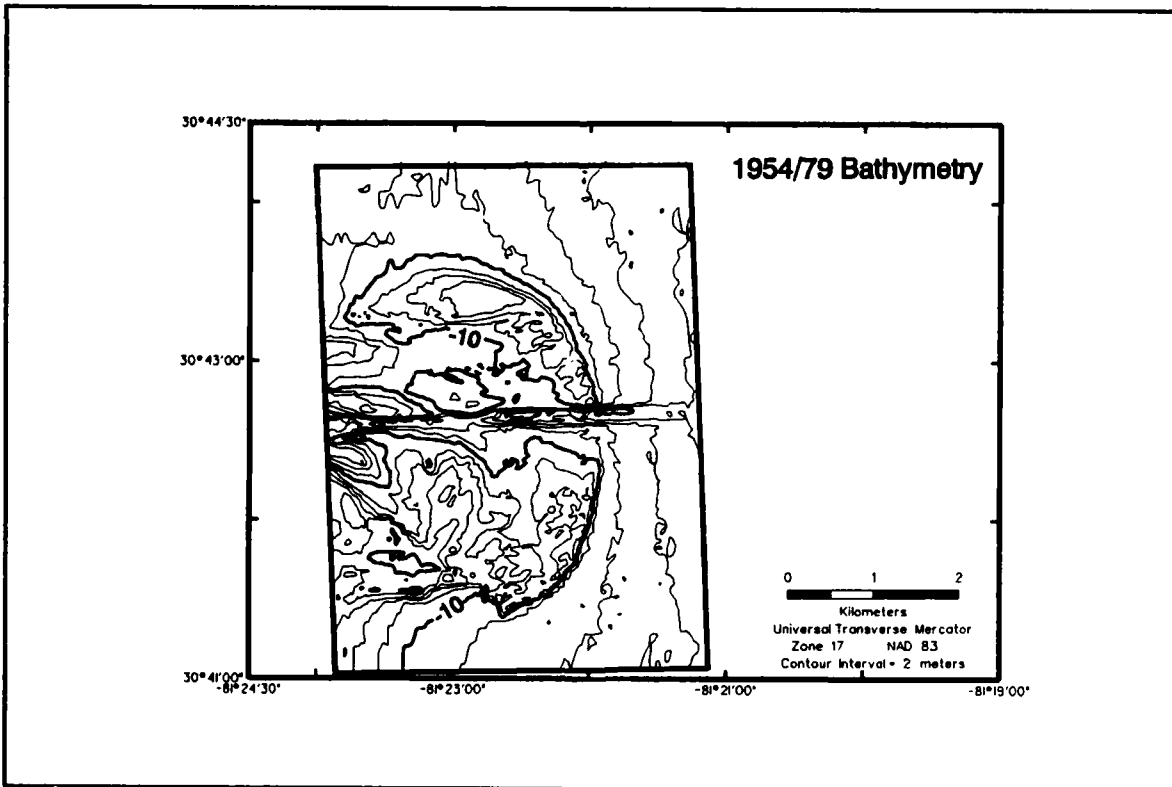 30°44'30"
1954/79 Bathymetry
-10
30°43'00"
-10
0 1 2
Kilometers
Universal Transverse Mercator
Zone 17 NAD 83
Contour Interval = 2 meters
30°41'00"
-81°24'30" -81°23'00" -81°21'00" -81°19'00"